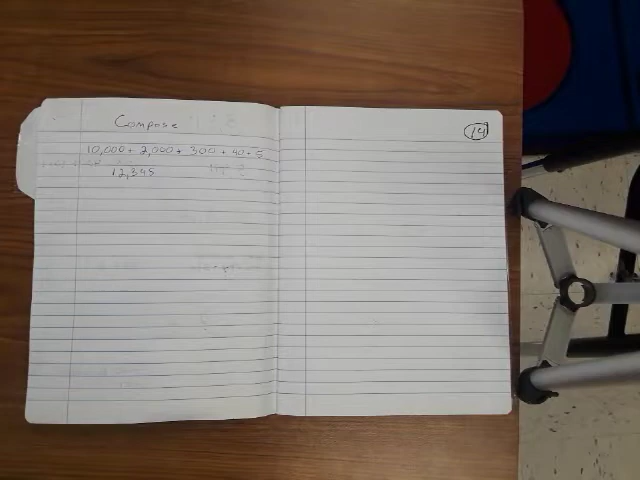 Compose
10,000 + 2,000 + 300 + 40 + 5
12,345
14